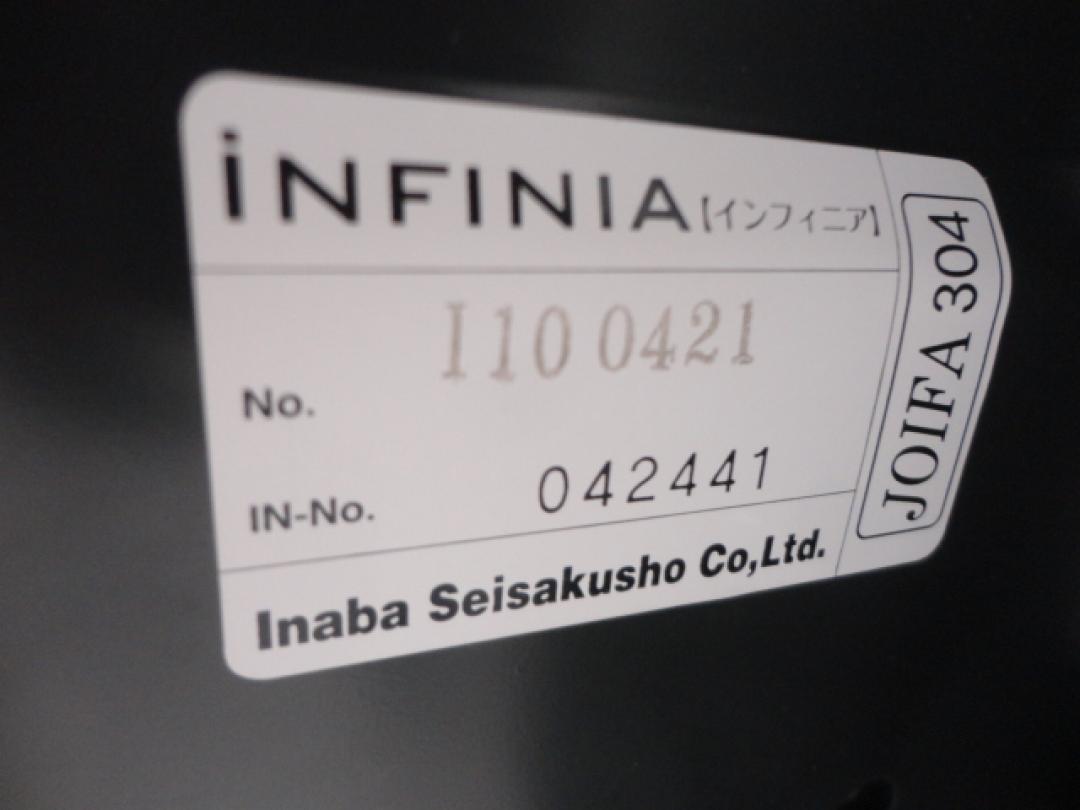 iNFINIA【インフィニア】
No. I10 0421
IN-No. 042441
Inaba Seisakusho Co,Ltd.
JOIFA 304